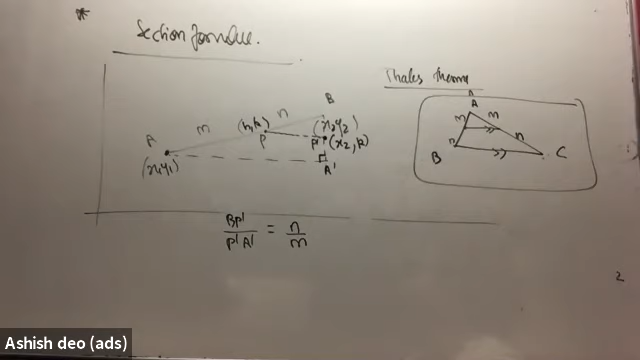 *
Section formulae.
Thales theorem
A
m
(h,k)
P
n
B
(x2,y2)
P'
(x2, k)
A
(x1,y1)
A'
A
m
m
n
n
B
C
BP'/P'A' = n/m
2
Ashish deo (ads)